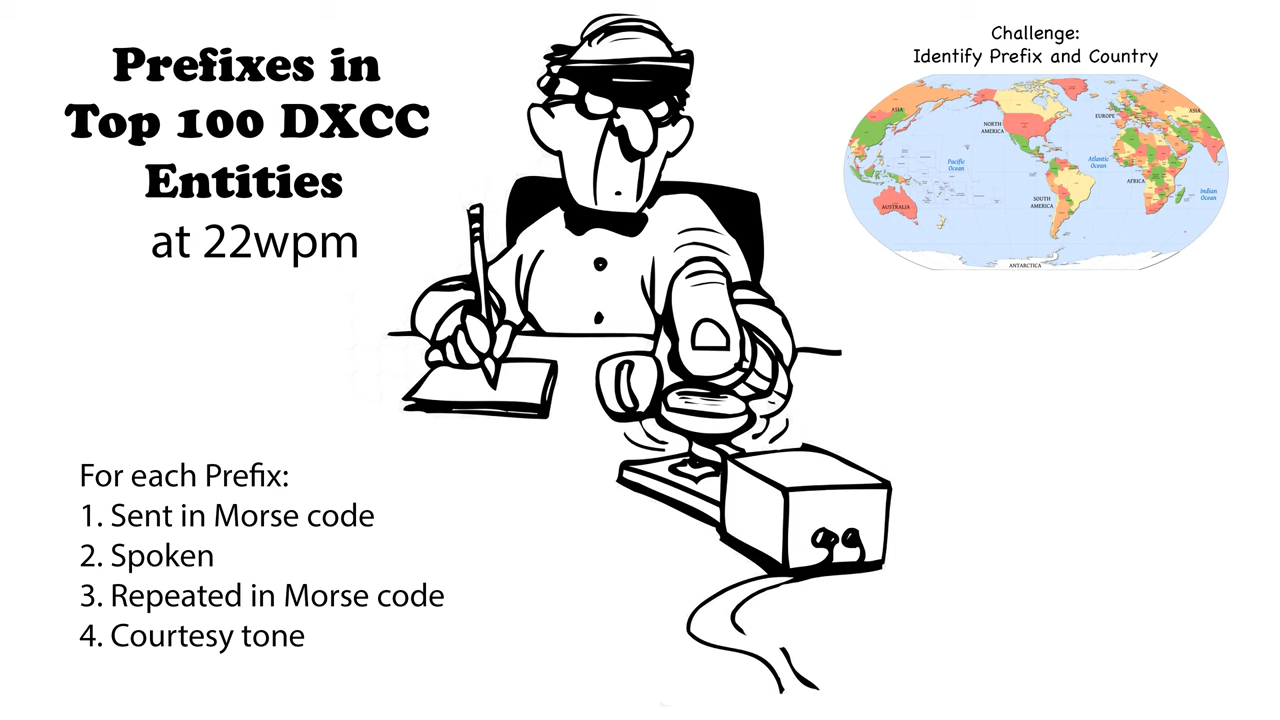 Prefixes in
Top 100 DXCC
Entities
at 22wpm
Challenge:
Identify Prefix and Country
ASIA
NORTH
AMERICA
EUROPE
ASIA
Pacific
Ocean
Atlantic
Ocean
AFRICA
SOUTH
AMERICA
Indian
Ocean
AUSTRALIA
ANTARCTICA
For each Prefix:
1. Sent in Morse code
2. Spoken
3. Repeated in Morse code
4. Courtesy tone